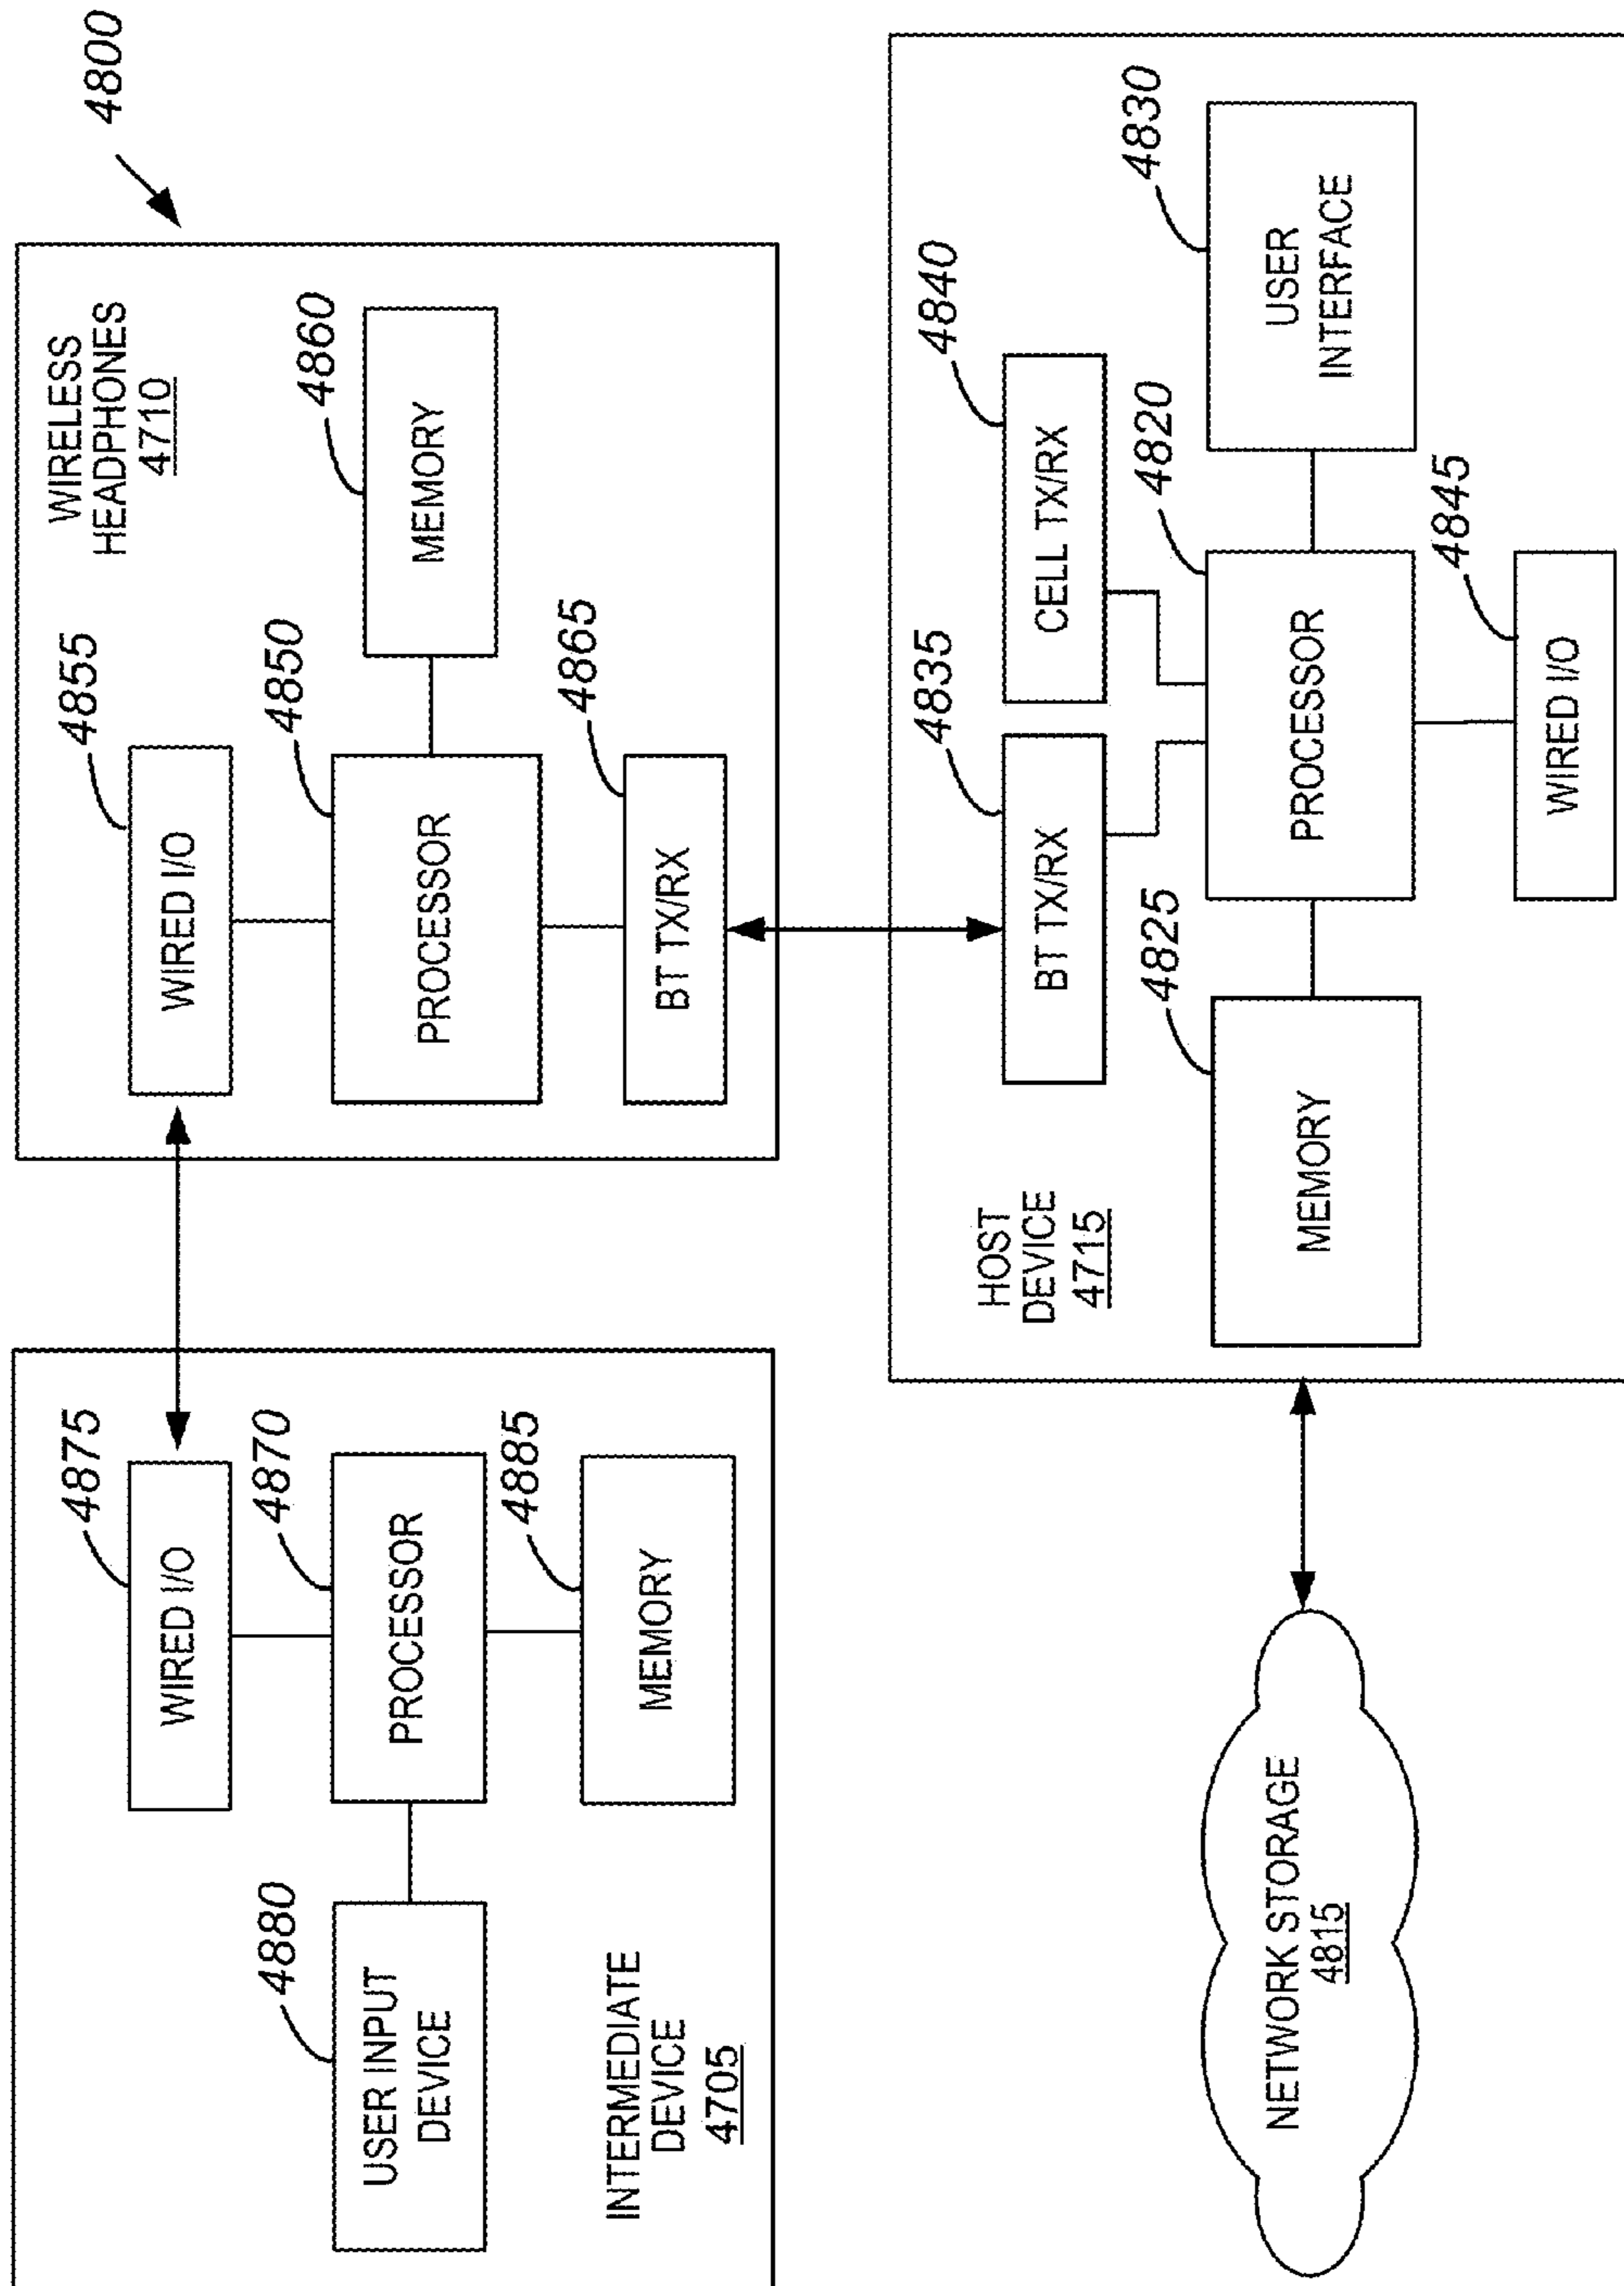 4800
INTERMEDIATE
DEVICE
4705
USER INPUT
DEVICE
4880
WIRED I/O
4875
PROCESSOR
4870
MEMORY
4885
WIRELESS
HEADPHONES
4710
WIRED I/O
4855
PROCESSOR
4850
MEMORY
4860
BT TX/RX
4865
NETWORK STORAGE
4815
HOST
DEVICE
4715
BT TX/RX
4835
CELL TX/RX
4840
MEMORY
4825
PROCESSOR
4820
USER
INTERFACE
4830
WIRED I/O
4845